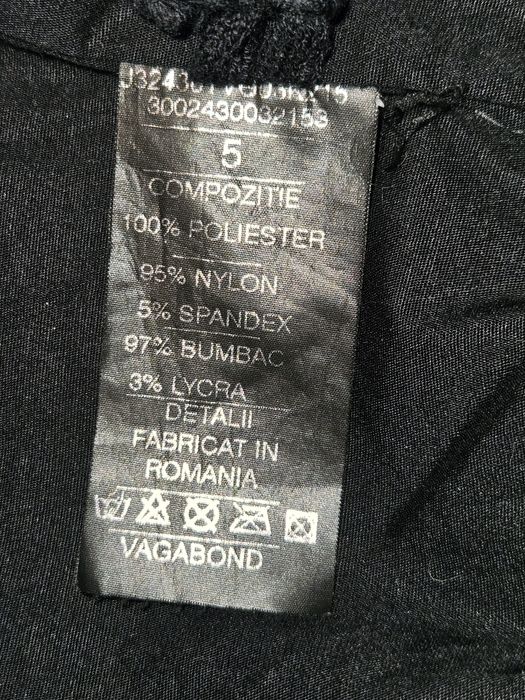 3002430032153
5
COMPOZITIE
100% POLIESTER
95% NYLON
5% SPANDEX
97% BUMBAC
3% LYCRA
DETALII
FABRICAT IN
ROMANIA
VAGABOND